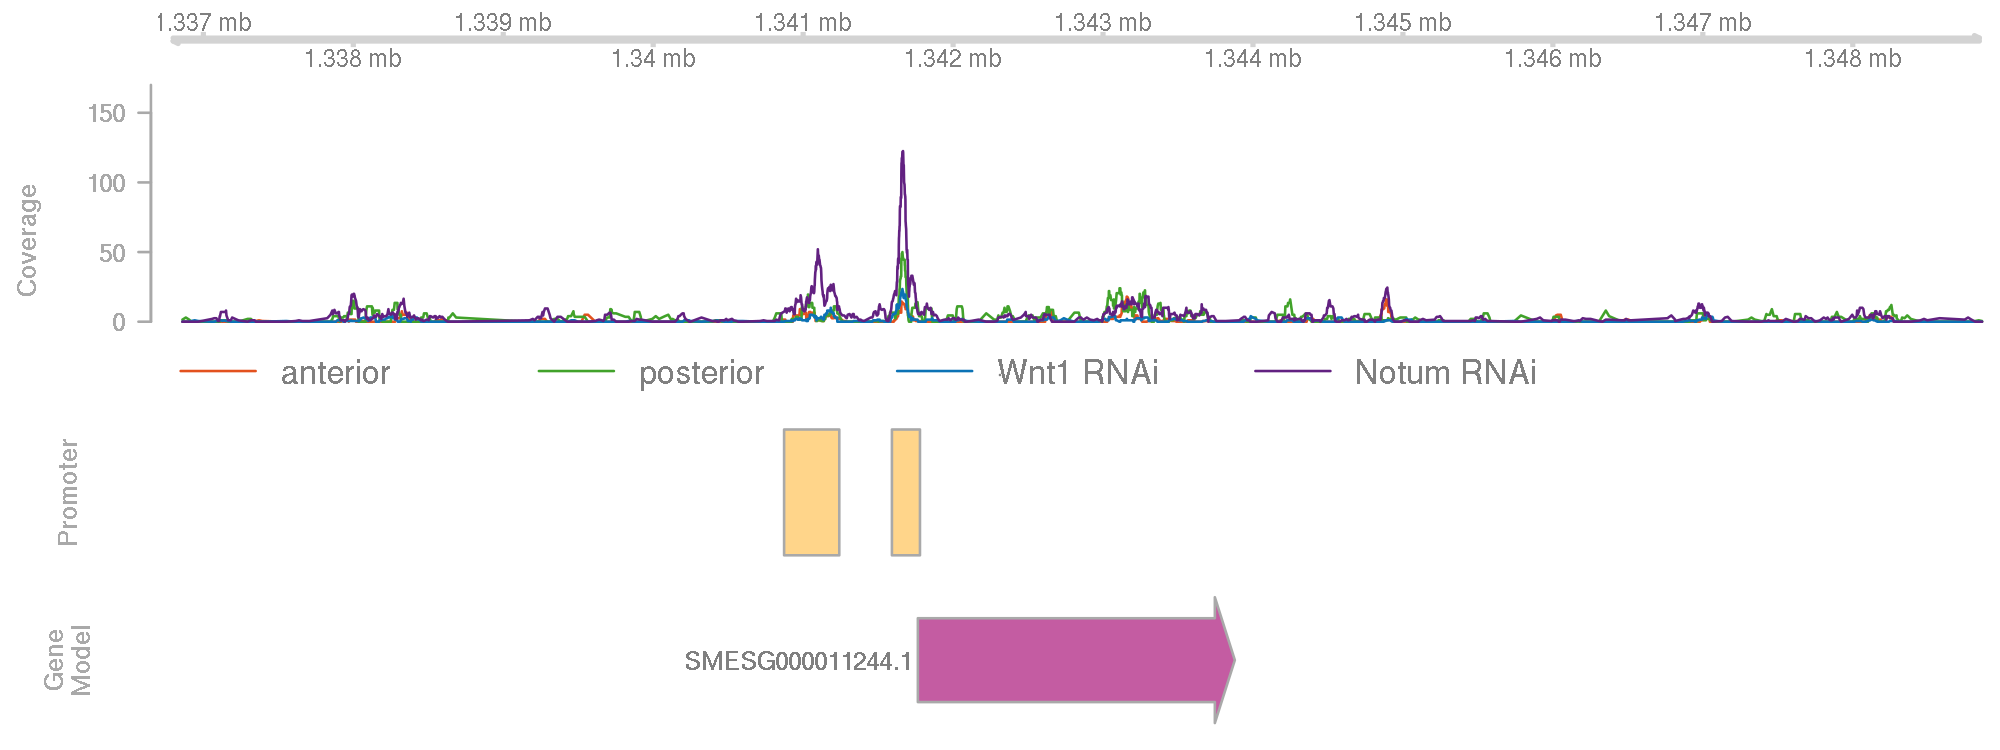 1.337 mb 1.339 mb 1.341 mb 1.343 mb 1.345 mb 1.347 mb
1.338 mb 1.34 mb 1.342 mb 1.344 mb 1.346 mb 1.348 mb
150
100
50
0
Coverage
anterior posterior Wnt1 RNAi Notum RNAi
Promoter
Gene
Model
SMESG000011244.1